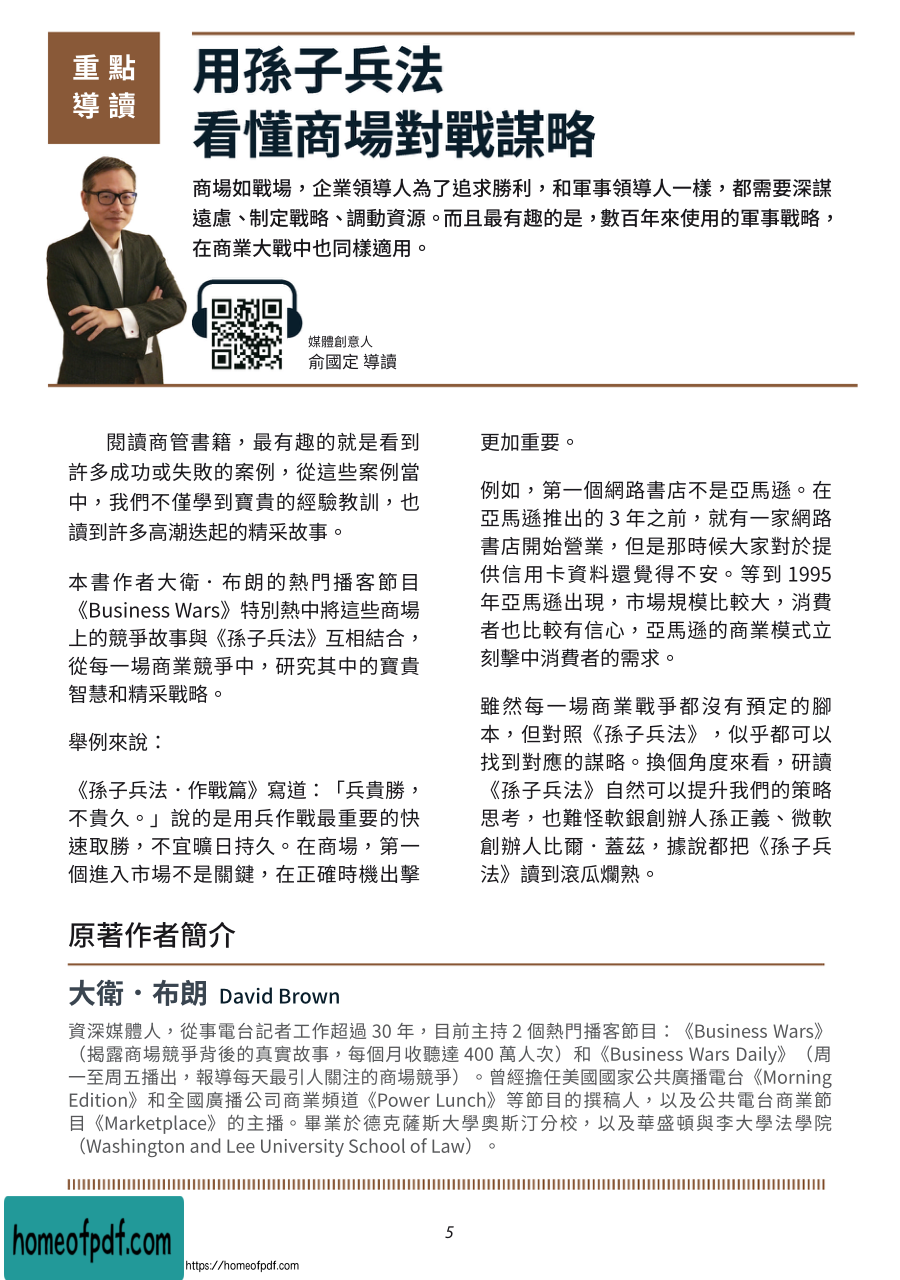 重點
導讀
用孫子兵法
看懂商場對戰謀略
商場如戰場，企業領導人為了追求勝利，和軍事領導人一樣，都需要深謀
遠慮、制定戰略、調動資源。而且最有趣的是，數百年來使用的軍事戰略，
在商業大戰中也同樣適用。
媒體創意人
俞國定 導讀
閱讀商管書籍，最有趣的就是看到
許多成功或失敗的案例，從這些案例當
中，我們不僅學到寶貴的經驗教訓，也
讀到許多高潮迭起的精采故事。
本書作者大衛．布朗的熱門播客節目
《Business Wars》特別熱中將這些商場
上的競爭故事與《孫子兵法》互相結合，
從每一場商業競爭中，研究其中的寶貴
智慧和精采戰略。
舉例來說：
《孫子兵法．作戰篇》寫道：「兵貴勝，
不貴久。」說的是用兵作戰最重要的快
速取勝，不宜曠日持久。在商場，第一
個進入市場不是關鍵，在正確時機出擊
更加重要。
例如，第一個網路書店不是亞馬遜。在
亞馬遜推出的 3 年之前，就有一家網路
書店開始營業，但是那時候大家對於提
供信用卡資料還覺得不安。等到 1995
年亞馬遜出現，市場規模比較大，消費
者也比較有信心，亞馬遜的商業模式立
刻擊中消費者的需求。
雖然每一場商業戰爭都沒有預定的腳
本，但對照《孫子兵法》，似乎都可以
找到對應的謀略。換個角度來看，研讀
《孫子兵法》自然可以提升我們的策略
思考，也難怪軟銀創辦人孫正義、微軟
創辦人比爾．蓋茲，據說都把《孫子兵
法》讀到滾瓜爛熟。
原著作者簡介
大衛．布朗 David Brown
資深媒體人，從事電台記者工作超過 30 年，目前主持 2 個熱門播客節目：《Business Wars》
（揭露商場競爭背後的真實故事，每個月收聽達 400 萬人次）和《Business Wars Daily》（周
一至周五播出，報導每天最引人關注的商場競爭）。曾經擔任美國國家公共廣播電台《Morning
Edition》和全國廣播公司商業頻道《Power Lunch》等節目的撰稿人，以及公共電台商業節
目《Marketplace》的主播。畢業於德克薩斯大學奧斯汀分校，以及華盛頓與李大學法學院
（Washington and Lee University School of Law）。
5
homeofpdf.com
https://homeofpdf.com